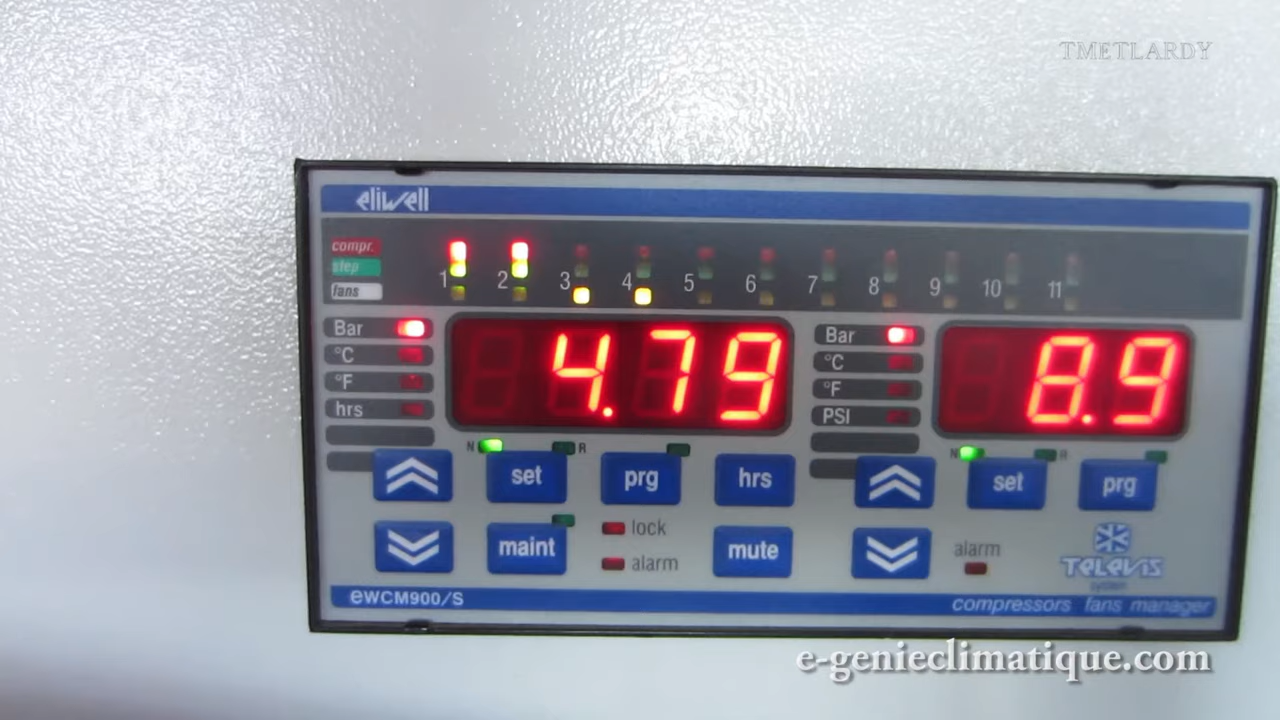 TMETLARDY
eliwell
compr.
step
fans
1 2 3 4 5 6 7 8 9 10 11
Bar
°C
°F
hrs
4.79
Bar
°C
°F
PSI
8.9
N R
N R
set prg hrs
set prg
maint
lock
alarm
mute
alarm
TELEVIS
system
eWCM900/S
compressors fans manager
e-genieclimatique.com